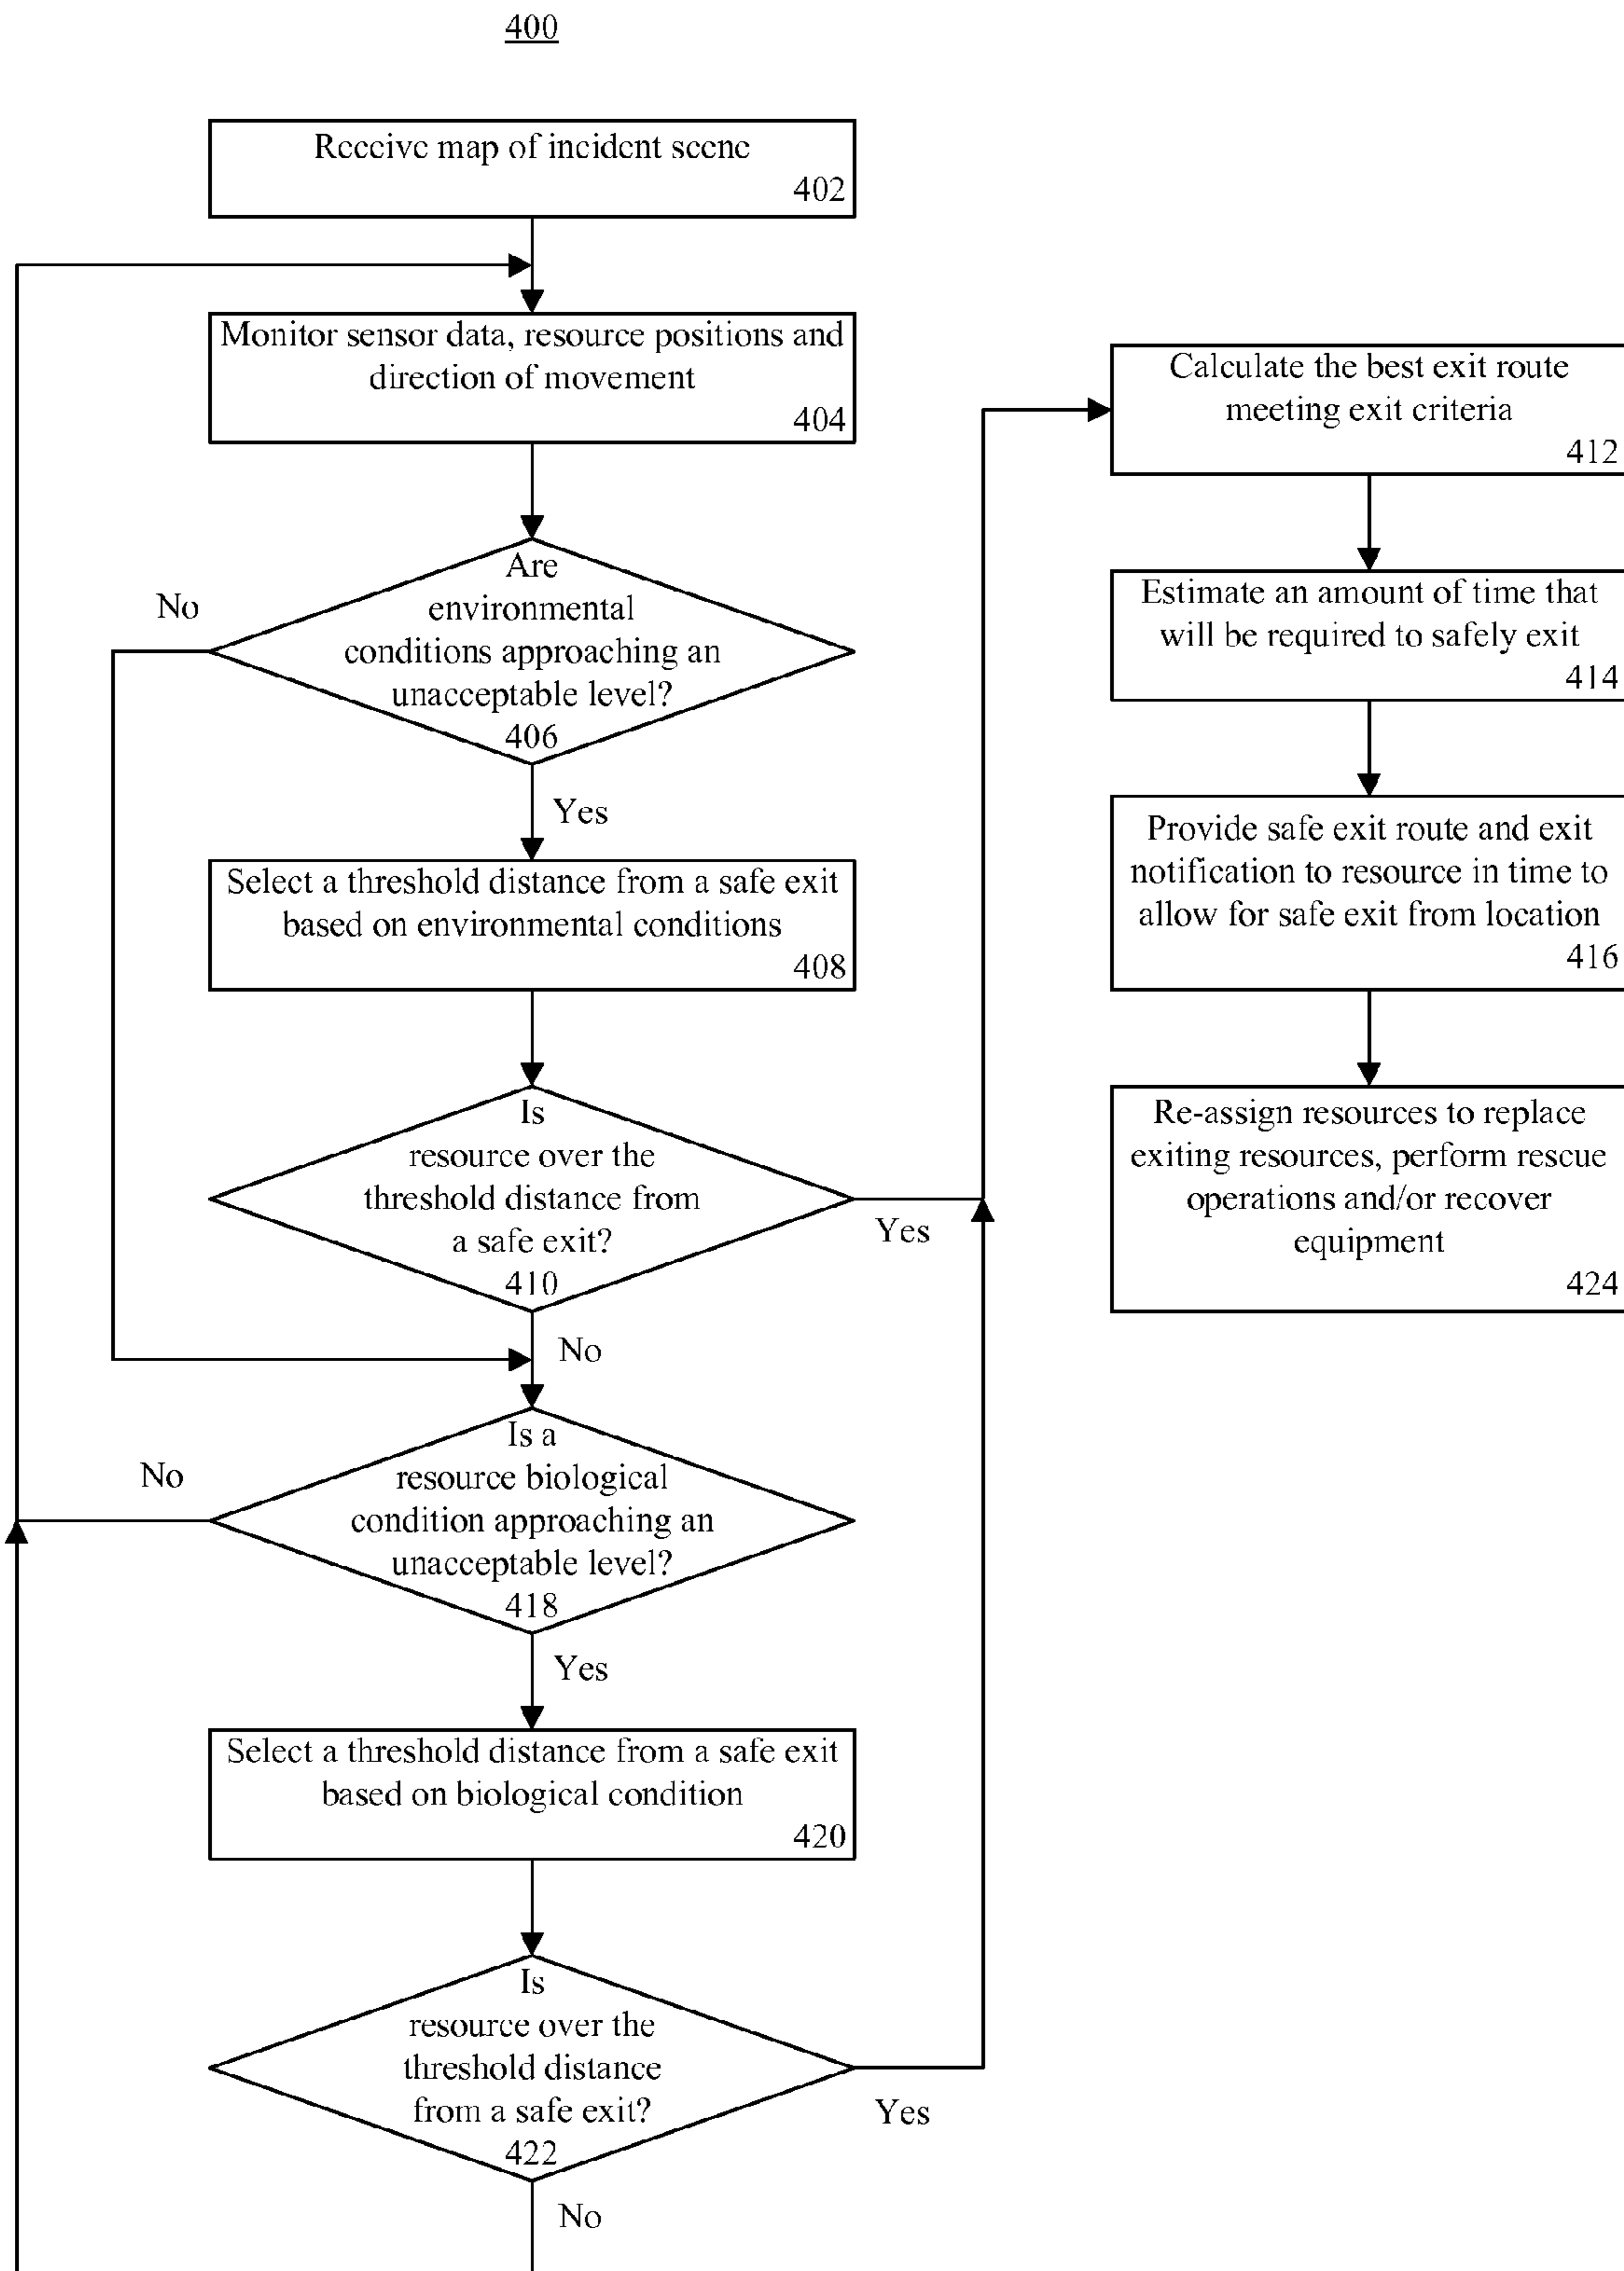 400
Receive map of incident scene
402
Monitor sensor data, resource positions and
direction of movement
404
Are
environmental
conditions approaching an
unacceptable level?
406
No
Yes
Select a threshold distance from a safe exit
based on environmental conditions
408
Is
resource over the
threshold distance from
a safe exit?
410
Yes
No
Is a
resource biological
condition approaching an
unacceptable level?
418
No
Yes
Select a threshold distance from a safe exit
based on biological condition
420
Is
resource over the
threshold distance
from a safe exit?
422
Yes
No
Calculate the best exit route
meeting exit criteria
412
Estimate an amount of time that
will be required to safely exit
414
Provide safe exit route and exit
notification to resource in time to
allow for safe exit from location
416
Re-assign resources to replace
exiting resources, perform rescue
operations and/or recover
equipment
424